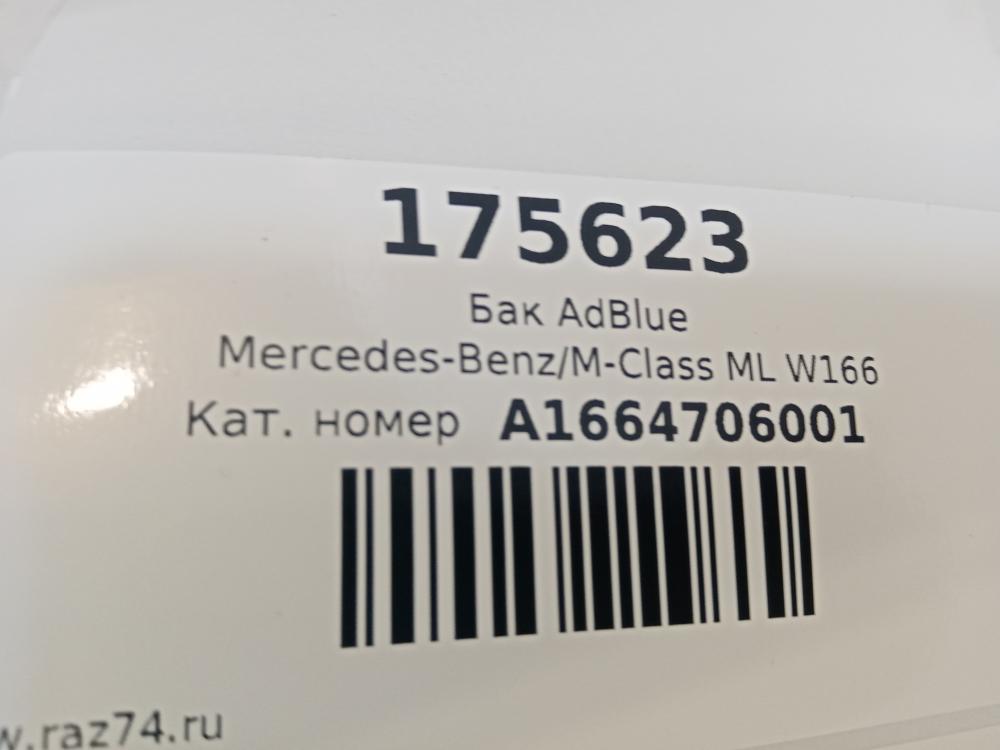 175623
Бак AdBlue
Mercedes-Benz/M-Class ML W166
Кат. номер A1664706001
w.raz74.ru